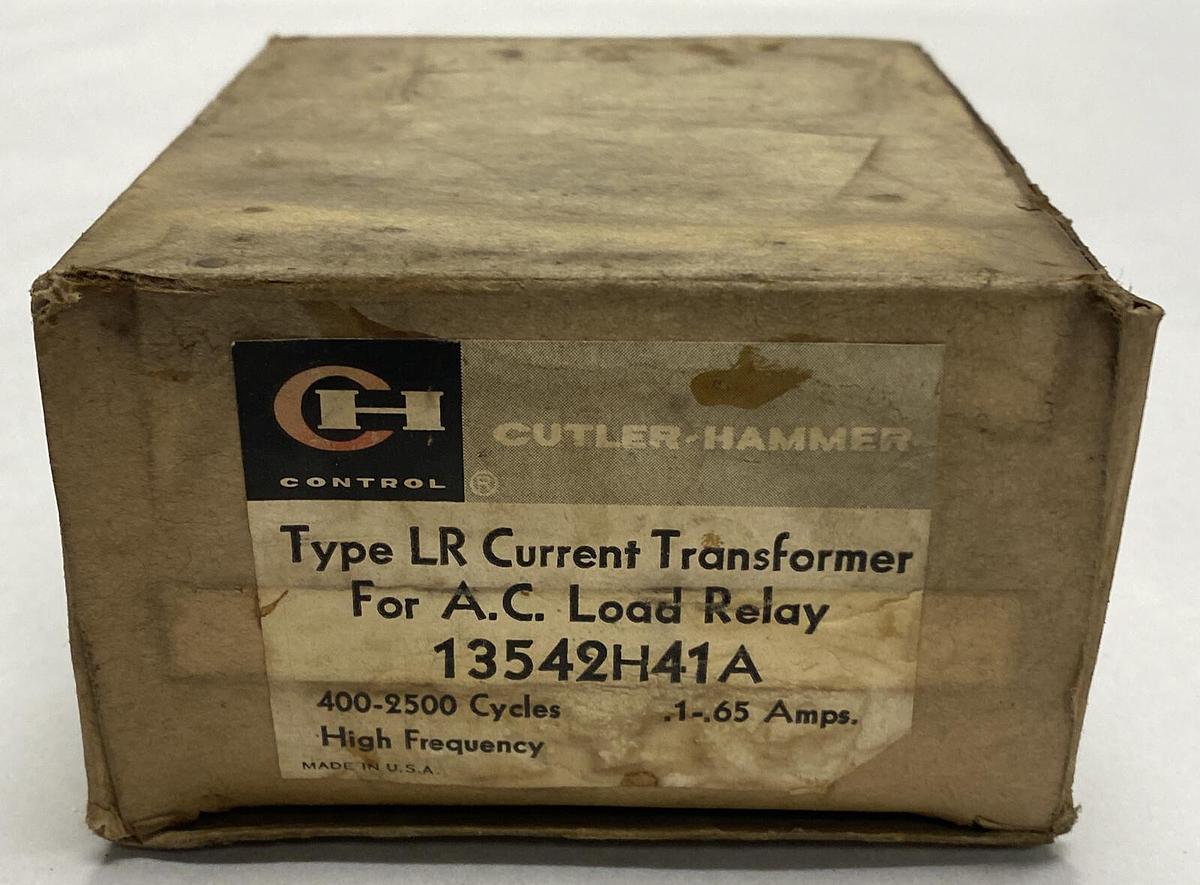 CH
CONTROL ®
CUTLER-HAMMER
Type LR Current Transformer
For A.C. Load Relay
13542H41A
400-2500 Cycles .1-.65 Amps.
High Frequency
MADE IN U.S.A.